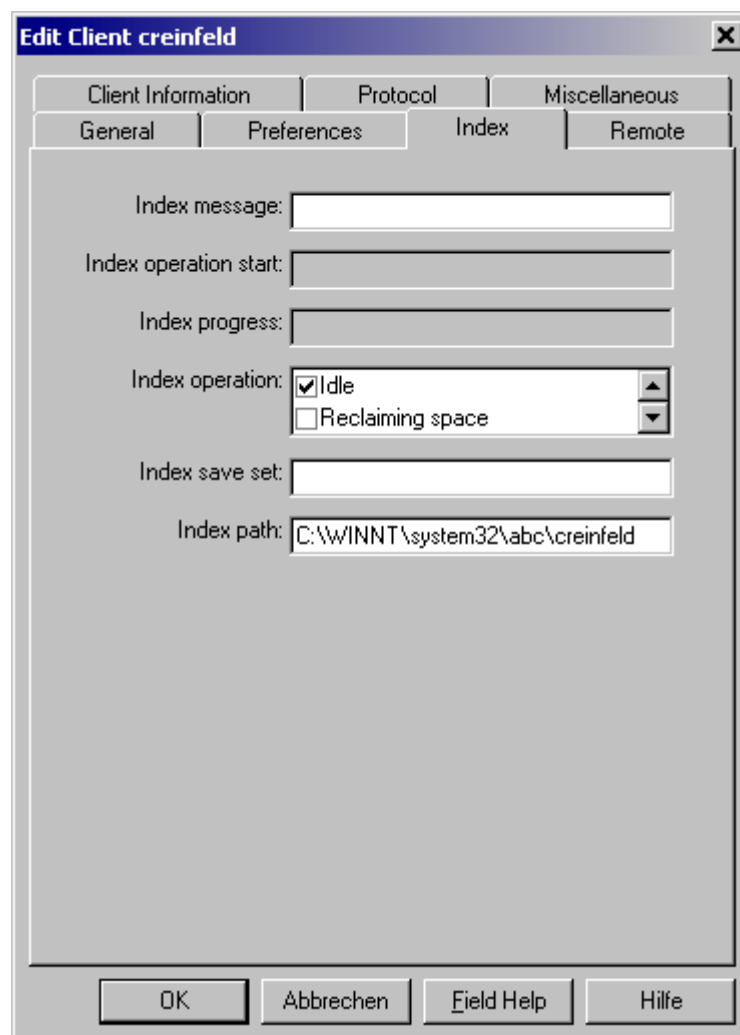 Edit Client creinfeld
Client Information Protocol Miscellaneous
General Preferences Index Remote
Index message:
Index operation start:
Index progress:
Index operation: Idle
Reclaiming space
Index save set:
Index path: C:\WINNT\system32\abc\creinfeld
OK Abbrechen Field Help Hilfe